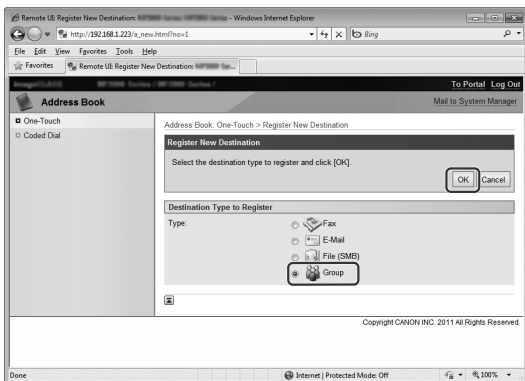 Remote UI: Register New Destination: - Windows Internet Explorer
http://192.168.1.223/a_new.html?no=1
Bing
File Edit View Favorites Tools Help
Favorites Remote UI: Register New Destination:
To Portal Log Out
Address Book
Mail to System Manager
One-Touch
Coded Dial
Address Book: One-Touch > Register New Destination
Register New Destination
Select the destination type to register and click [OK].
OK Cancel
Destination Type to Register
Type:
Fax
E-Mail
File (SMB)
Group
Copyright CANON INC. 2011 All Rights Reserved
Done
Internet | Protected Mode: Off
100%